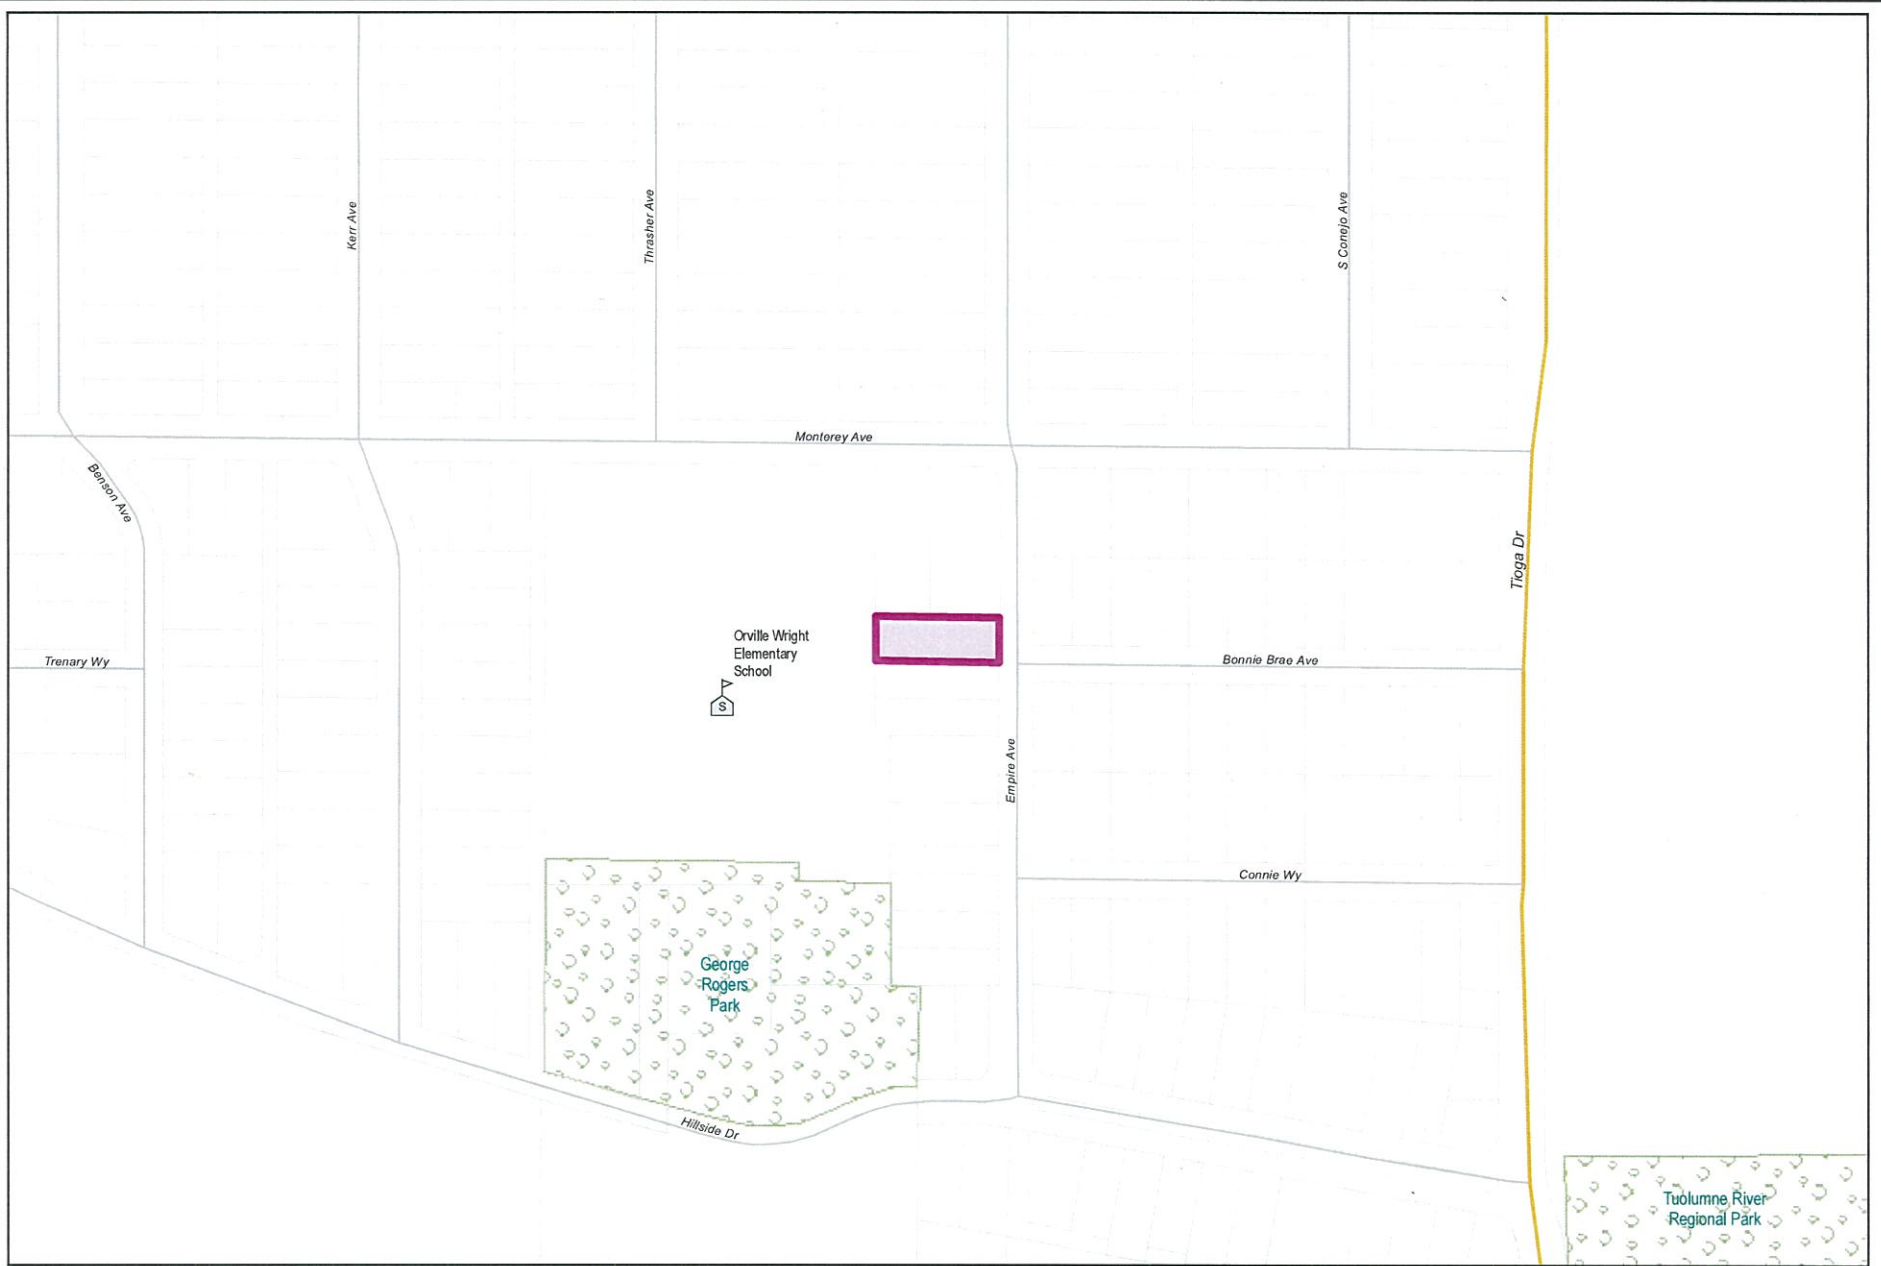 Kerr Ave
Thrasher Ave
S Conejo Ave
Monterey Ave
Benson Ave
Tioga Dr
Orville Wright
Elementary
School
S
Trenary Wy
Bonnie Brae Ave
Empire Ave
Connie Wy
George
Rogers
Park
Hillside Dr
Tuolumne River
Regional Park